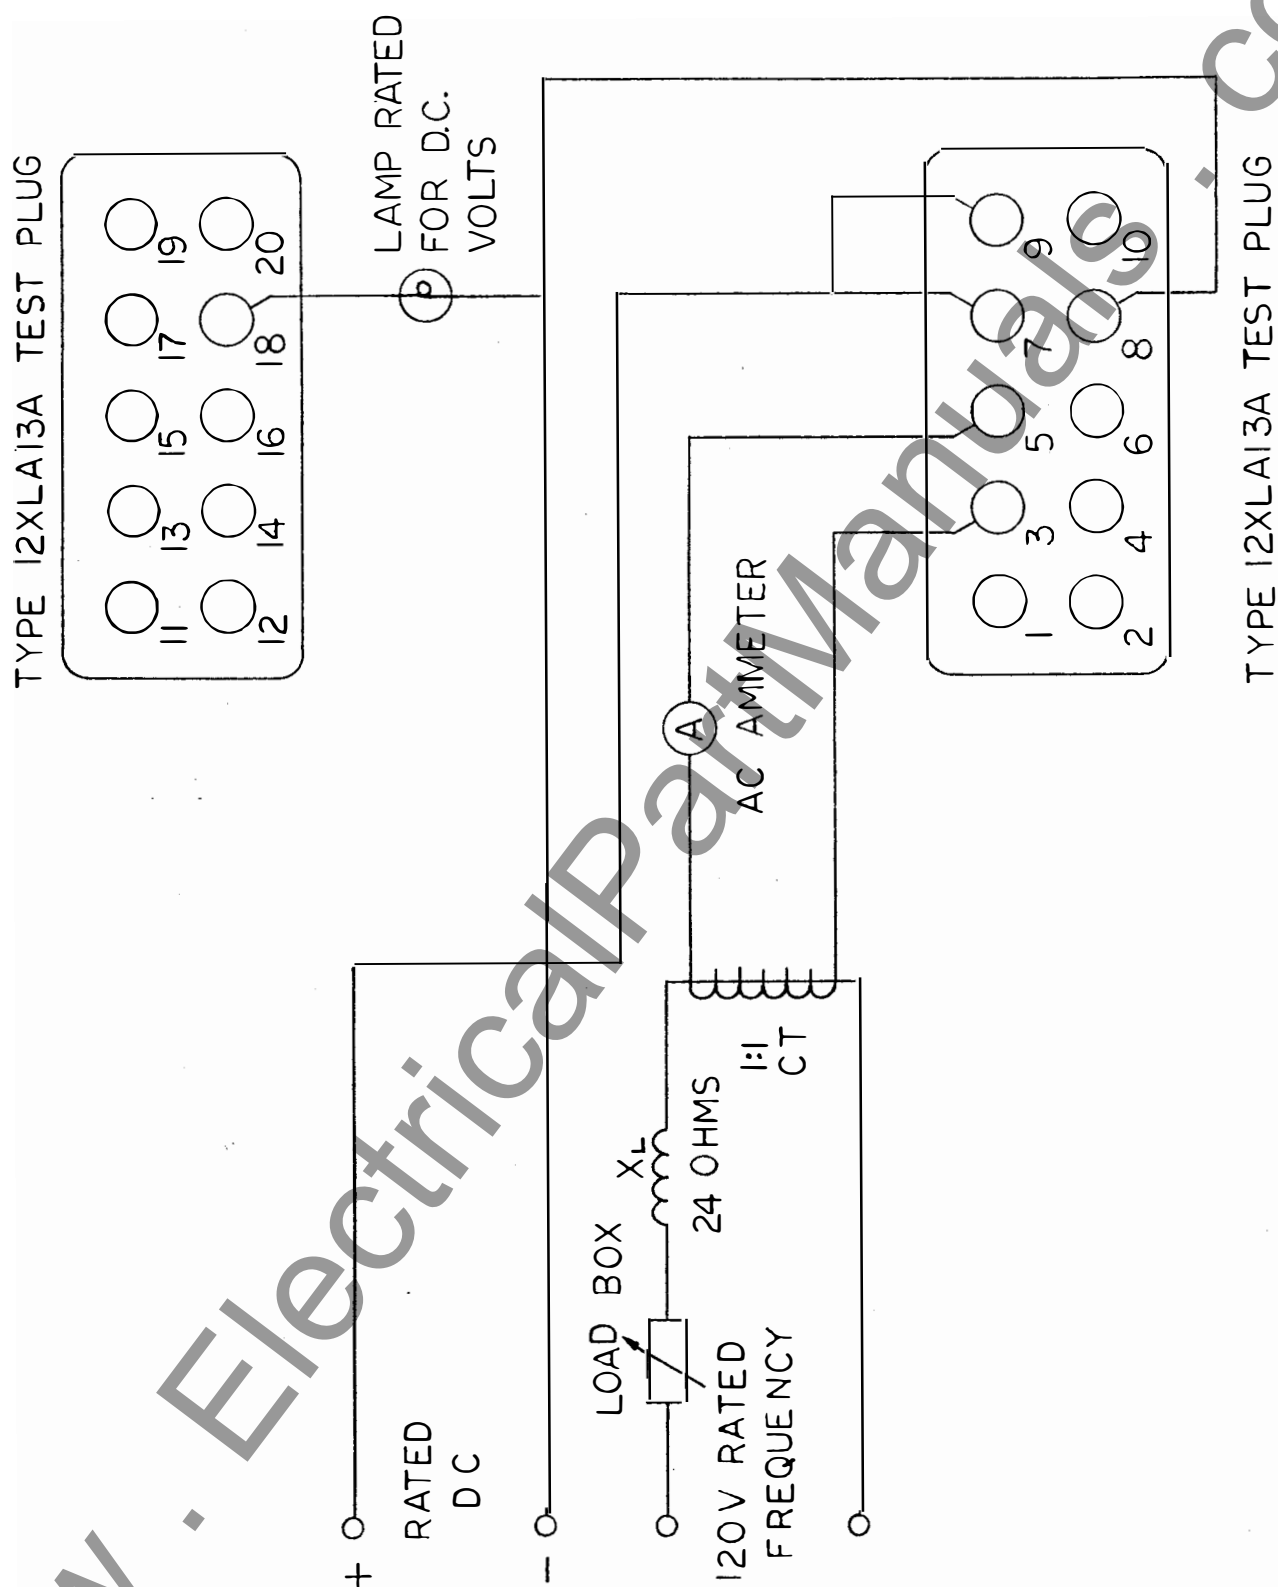 TYPE 12XLA13A TEST PLUG
11
13
15
17
19
12
14
16
18
20
LAMP RATED
FOR D.C.
VOLTS
+
RATED
DC
−
LOAD BOX
XL
24 OHMS
1:1
CT
120V RATED
FREQUENCY
A
AC AMMETER
1
3
5
7
9
2
4
6
8
10
TYPE 12XLA13A TEST PLUG
w . ElectricalPartManuals . co